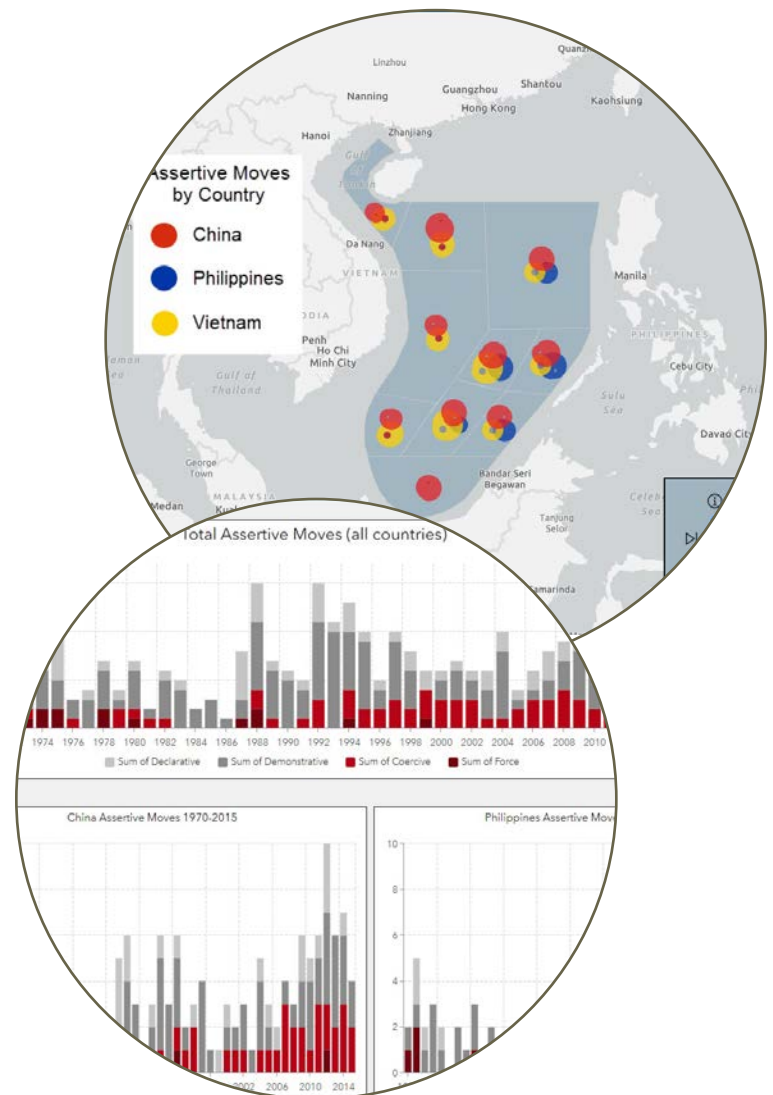 Quanz
Linzhou
Guangzhou
Shantou
Nanning
Hong Kong
Kaohsiung
Hanoi
Zhanjiang
Gulf
of
Assertive Moves
by Country
China
Philippines
Vietnam
Da Nang
VIETNAM
Manila
PHILIPPINES
Penh
Ho Chi
Minh City
Cebu City
Gulf of
Thailand
Sulu
Sea
Sea
Davao City
George
Town
Bandar Seri
Begawan
Medan
MALAYSIA
Sea
Tanjung
Selor
Samarinda
Total Assertive Moves (all countries)
1974 1976 1978 1980 1982 1984 1986 1988 1990 1992 1994 1996 1998 2000 2002 2004 2006 2008 2010
Sum of Declarative Sum of Demonstrative Sum of Coercive Sum of Force
China Assertive Moves 1970-2015
Philippines Assertive Mov
10
8
6
4
2
0
2002 2006 2010 2014